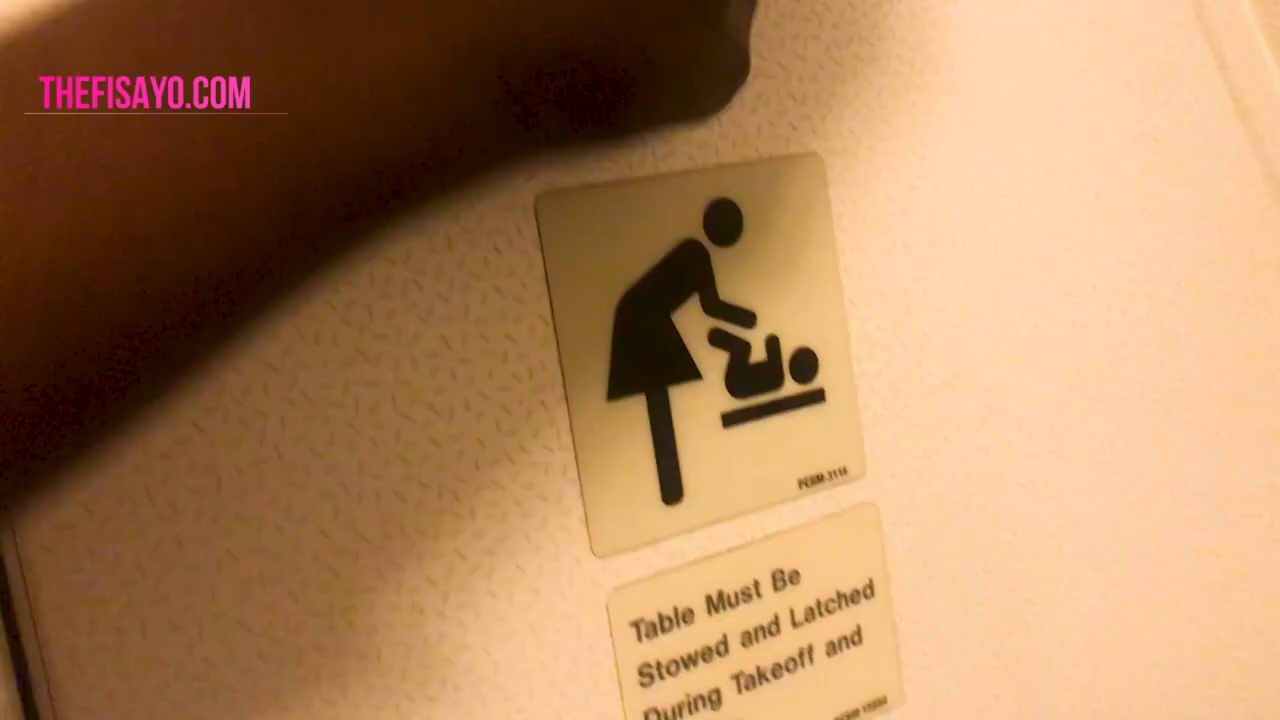 THEFISAYO.COM
Table Must Be
Stowed and Latched
During Takeoff and